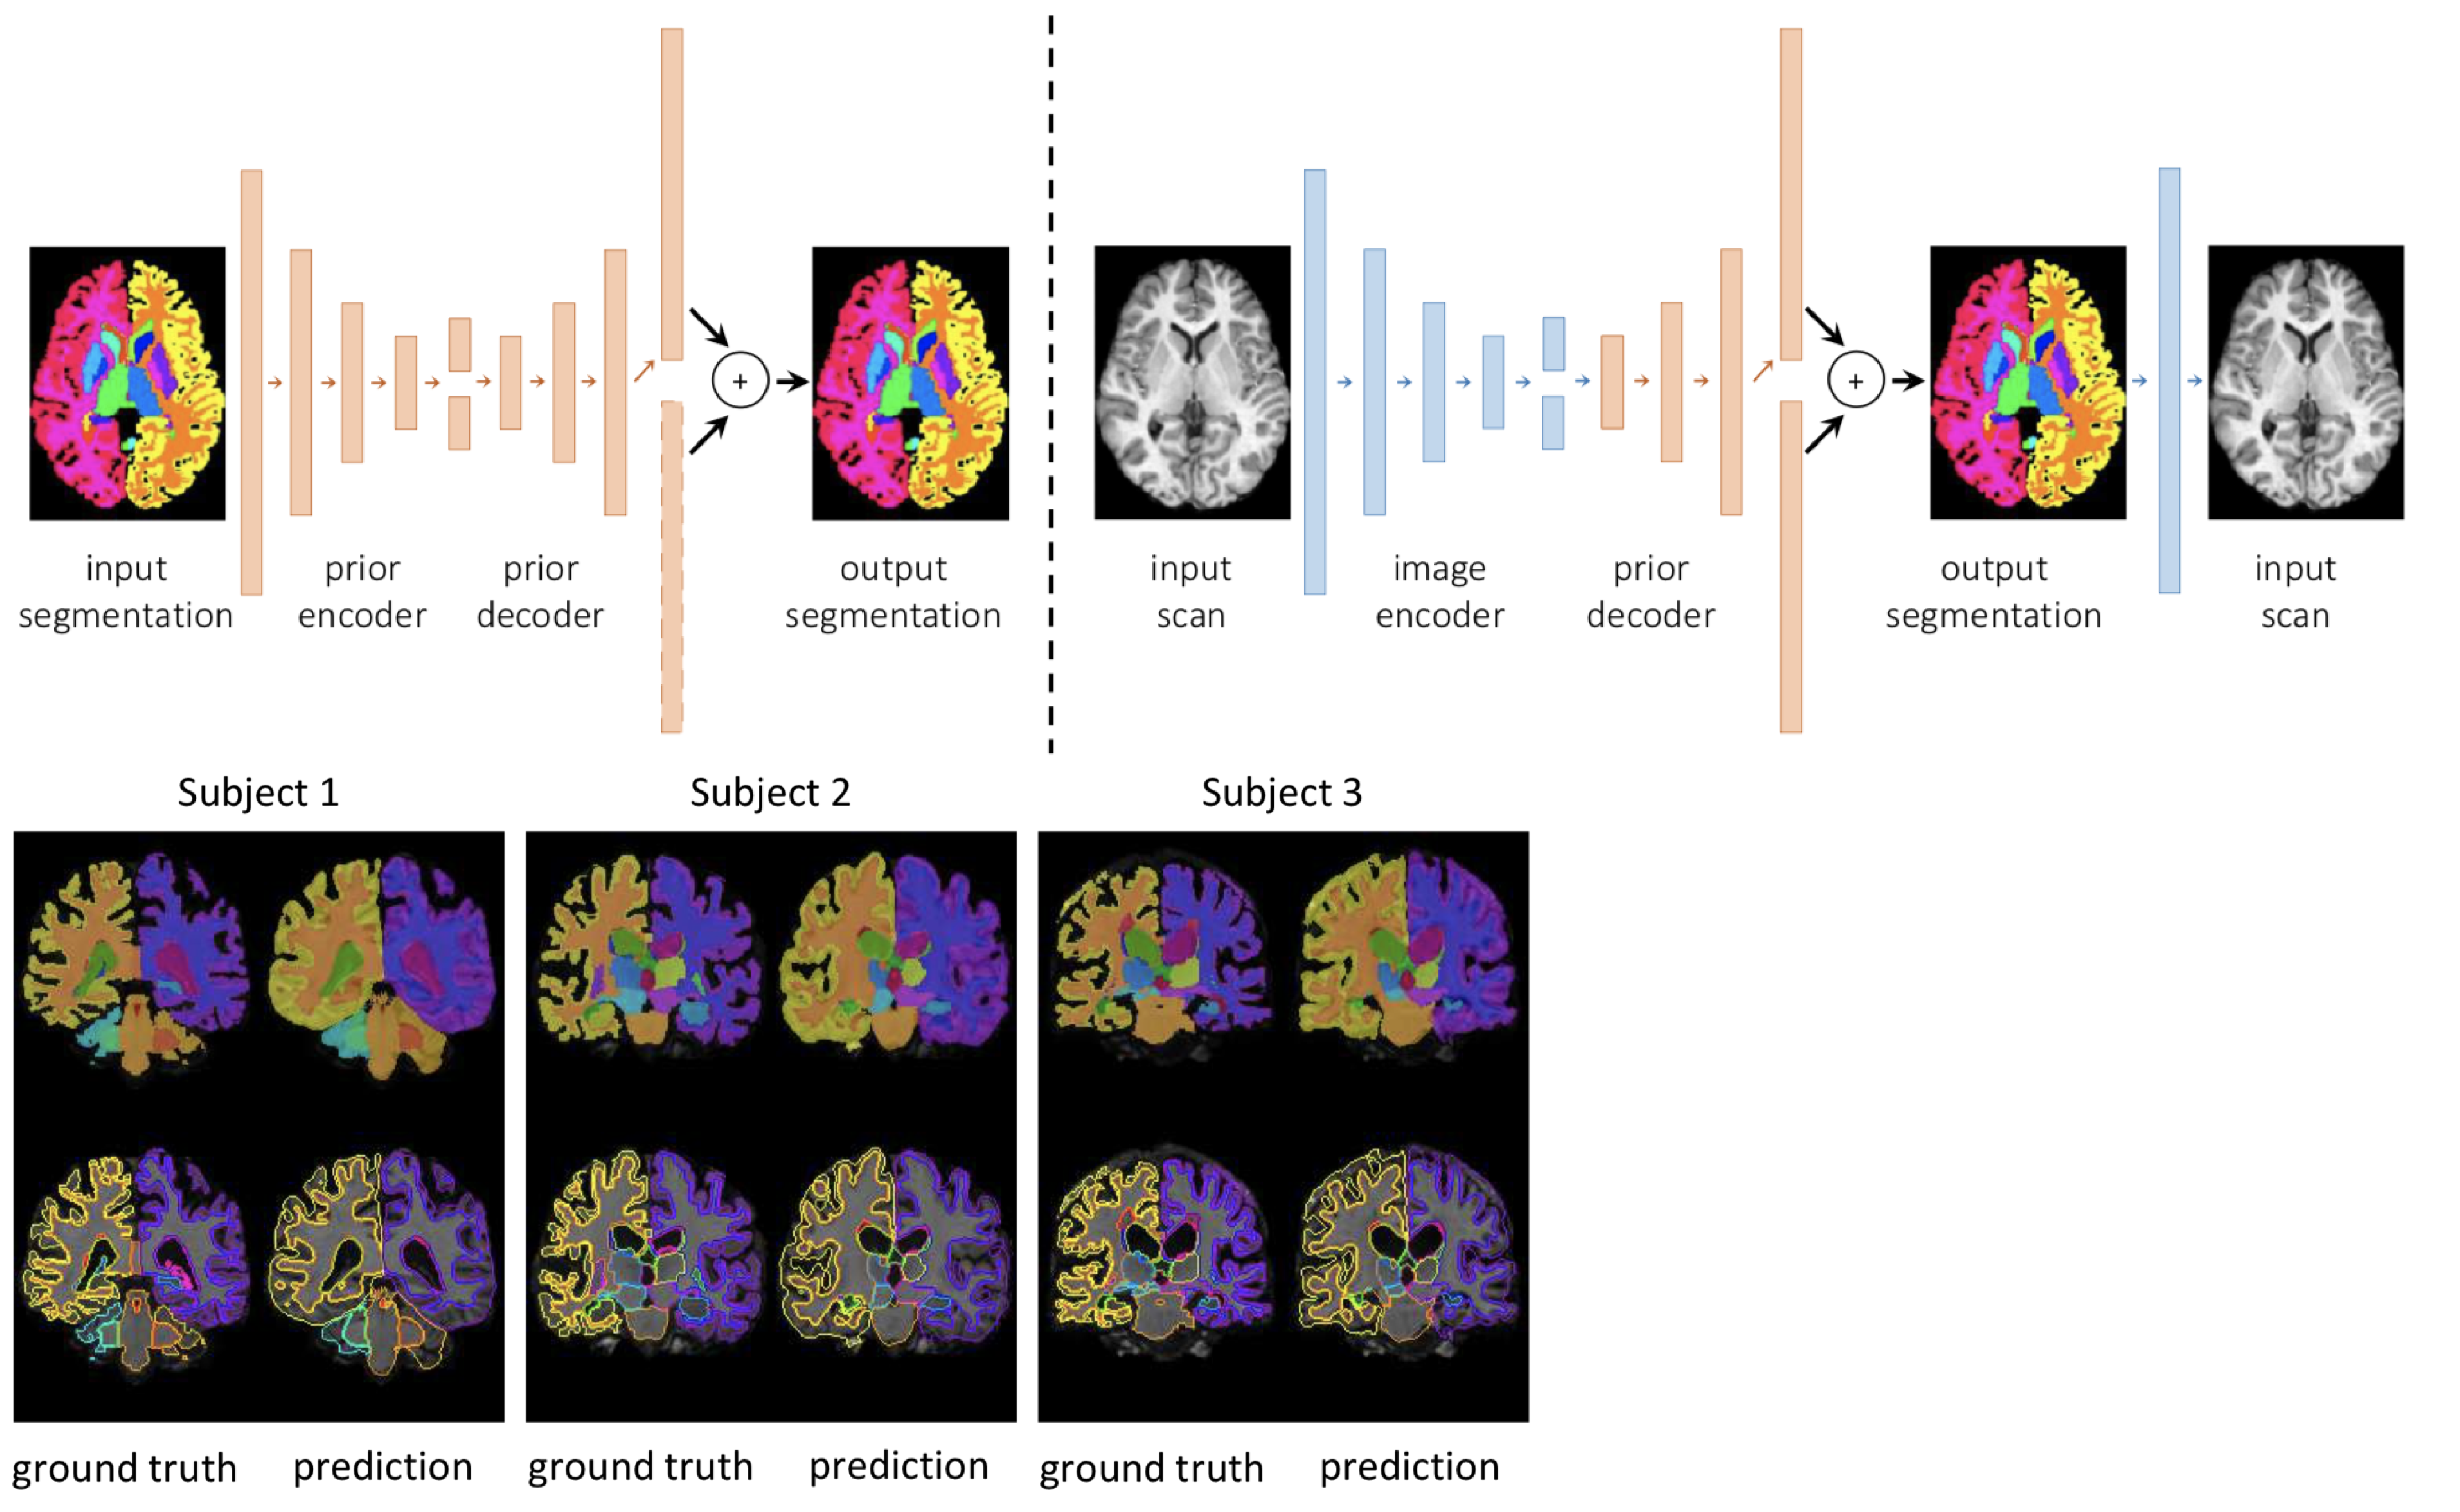 +
+
input
segmentation
prior
encoder
prior
decoder
output
segmentation
input
scan
image
encoder
prior
decoder
output
segmentation
input
scan
Subject 1
Subject 2
Subject 3
ground truth
prediction
ground truth
prediction
ground truth
prediction